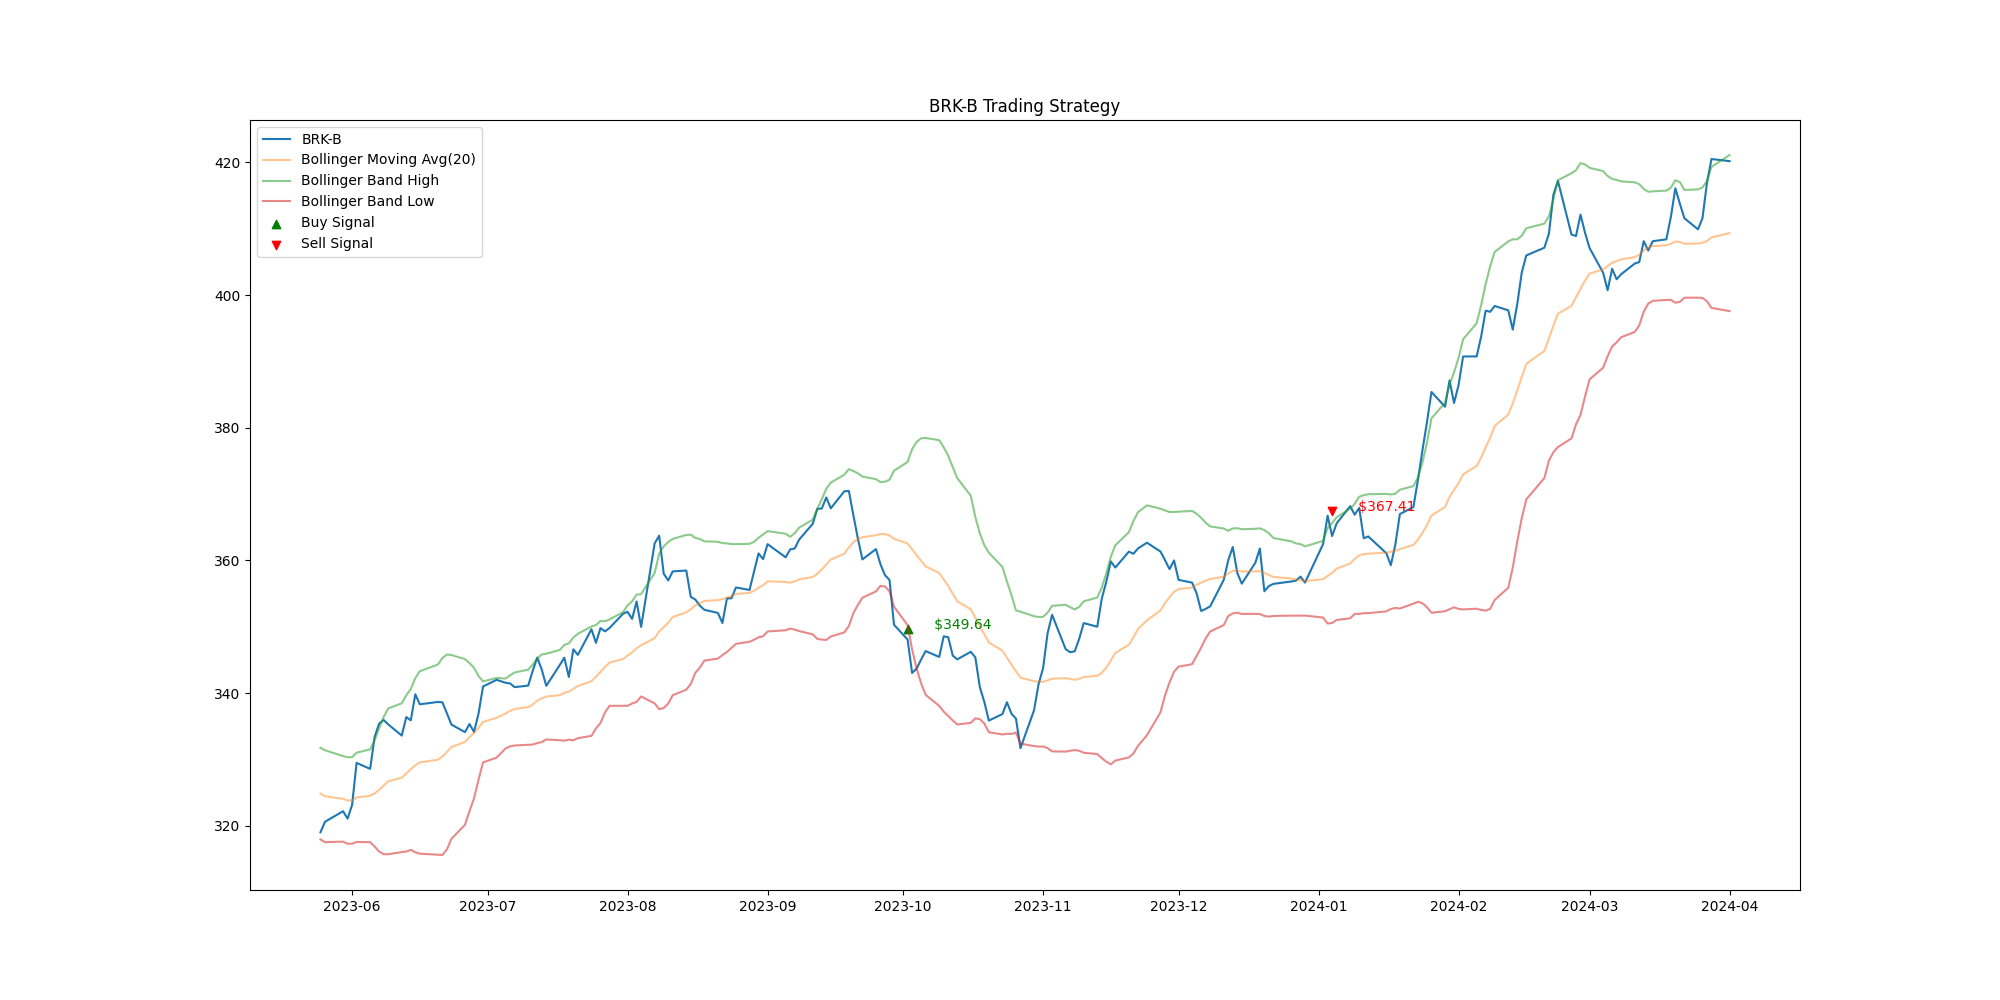 BRK-B Trading Strategy
BRK-B
Bollinger Moving Avg(20)
Bollinger Band High
Bollinger Band Low
Buy Signal
Sell Signal
420
400
380
360
340
320
$367.41
$349.64
2023-06 2023-07 2023-08 2023-09 2023-10 2023-11 2023-12 2024-01 2024-02 2024-03 2024-04